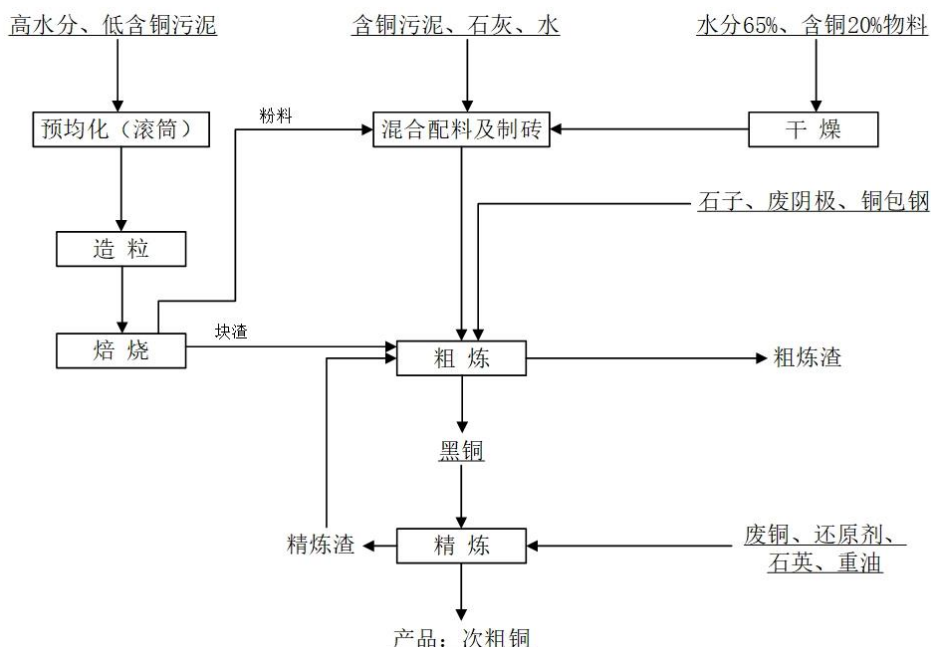 高水分、低含铜污泥
含铜污泥、石灰、水
水分65%、含铜20%物料
粉料
预均化（滚筒）
混合配料及制砖
干 燥
石子、废阴极、铜包钢
造 粒
块渣
焙 烧
粗 炼
粗炼渣
黑铜
精炼渣
精 炼
废铜、还原剂、
石英、重油
产品：次粗铜